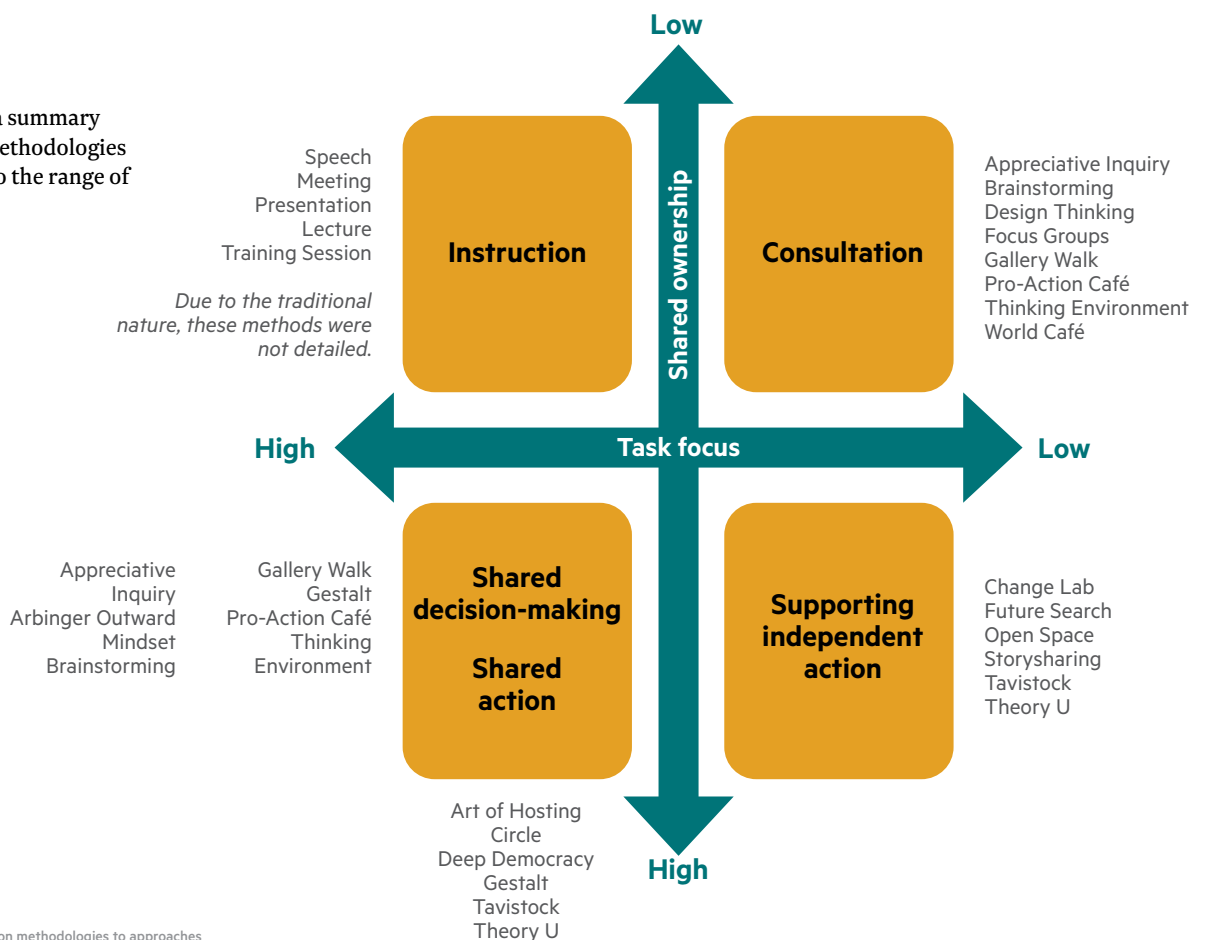 Low
a summary
ethodologies
o the range of
Speech
Meeting
Presentation
Lecture
Training Session
Due to the traditional
nature, these methods were
not detailed.
Instruction
Shared ownership
Consultation
Appreciative Inquiry
Brainstorming
Design Thinking
Focus Groups
Gallery Walk
Pro-Action Café
Thinking Environment
World Café
High
Task focus
Low
Appreciative
Inquiry
Arbinger Outward
Mindset
Brainstorming
Gallery Walk
Gestalt
Pro-Action Café
Thinking
Environment
Shared
decision-making
Shared
action
Supporting
independent
action
Change Lab
Future Search
Open Space
Storysharing
Tavistock
Theory U
Art of Hosting
Circle
Deep Democracy
Gestalt
Tavistock
Theory U
High
on methodologies to approaches